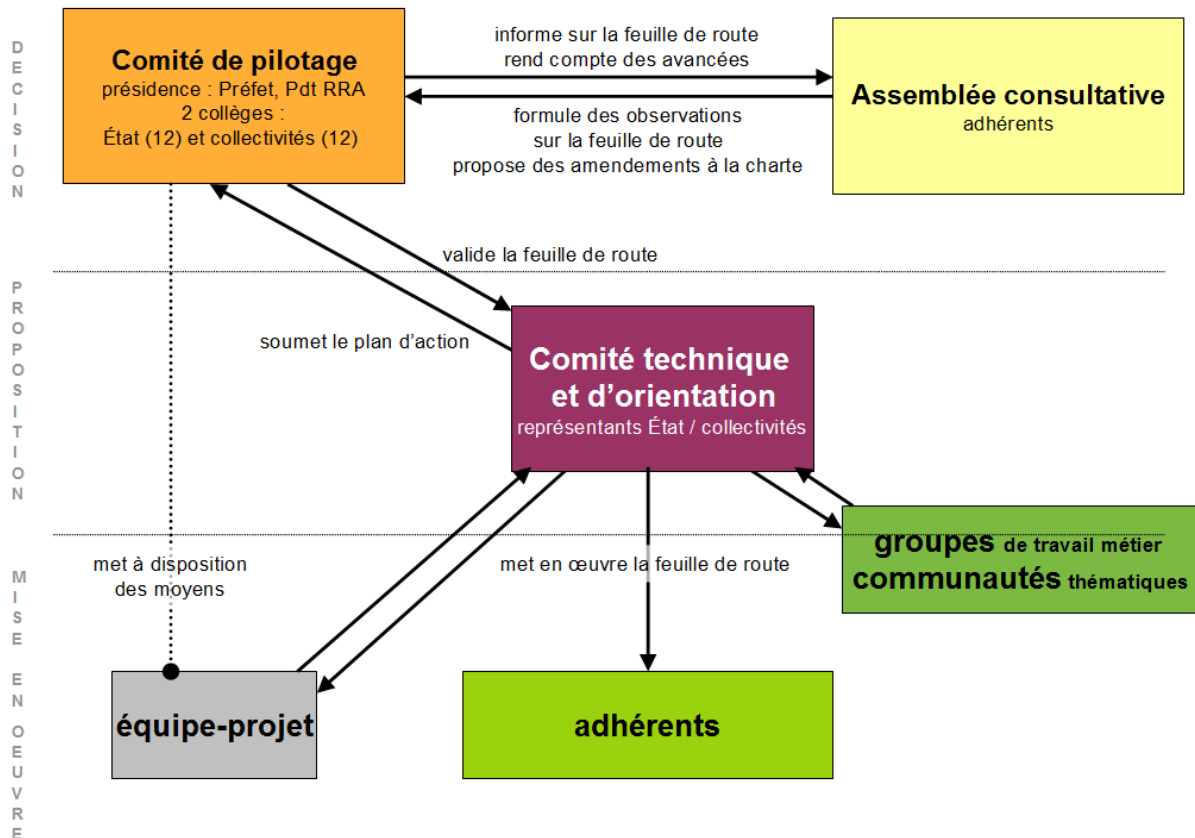 DECISION
Comité de pilotage
présidence : Préfet, Pdt RRA
2 collèges :
État (12) et collectivités (12)
informe sur la feuille de route
rend compte des avancées
formule des observations
sur la feuille de route
propose des amendements à la charte
Assemblée consultative
adhérents
valide la feuille de route
PROPOSITION
soumet le plan d’action
Comité technique
et d’orientation
représentants État / collectivités
groupes de travail métier
communautés thématiques
MISE EN OEUVRE
met à disposition
des moyens
met en œuvre la feuille de route
équipe-projet
adhérents